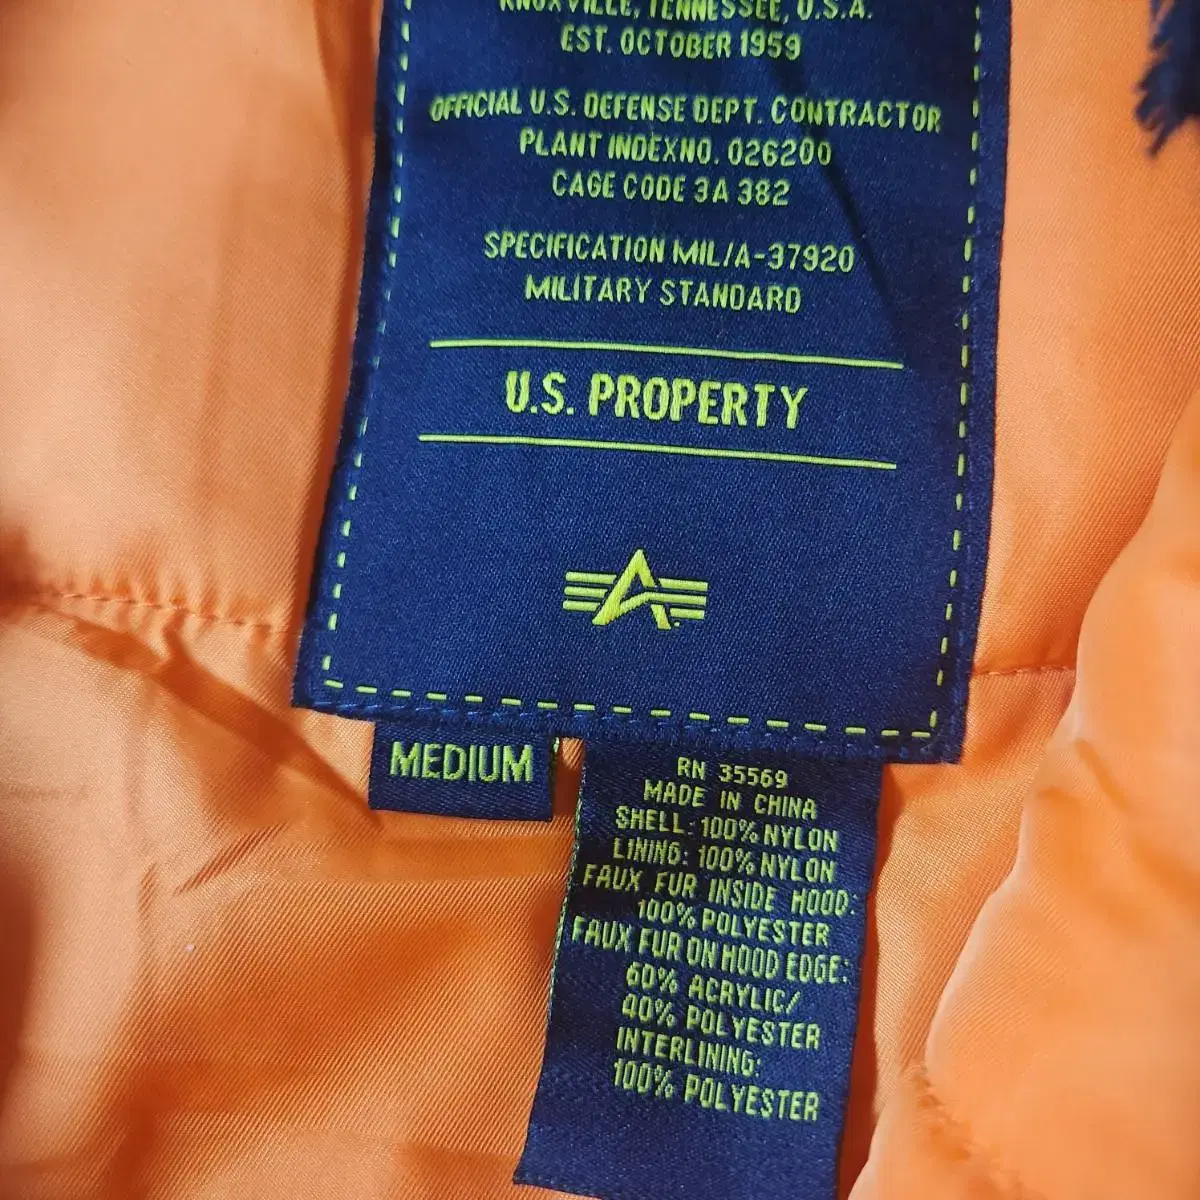 KNOXVILLE, TENNESSEE, U.S.A.
EST. OCTOBER 1959
OFFICIAL U.S. DEFENSE DEPT. CONTRACTOR
PLANT INDEXNO. 026200
CAGE CODE 3A 382
SPECIFICATION MIL/A-37920
MILITARY STANDARD
U.S. PROPERTY
MEDIUM
RN 35569
MADE IN CHINA
SHELL: 100% NYLON
LINING: 100% NYLON
FAUX FUR INSIDE HOOD:
100% POLYESTER
FAUX FUR ON HOOD EDGE:
60% ACRYLIC/
40% POLYESTER
INTERLINING:
100% POLYESTER